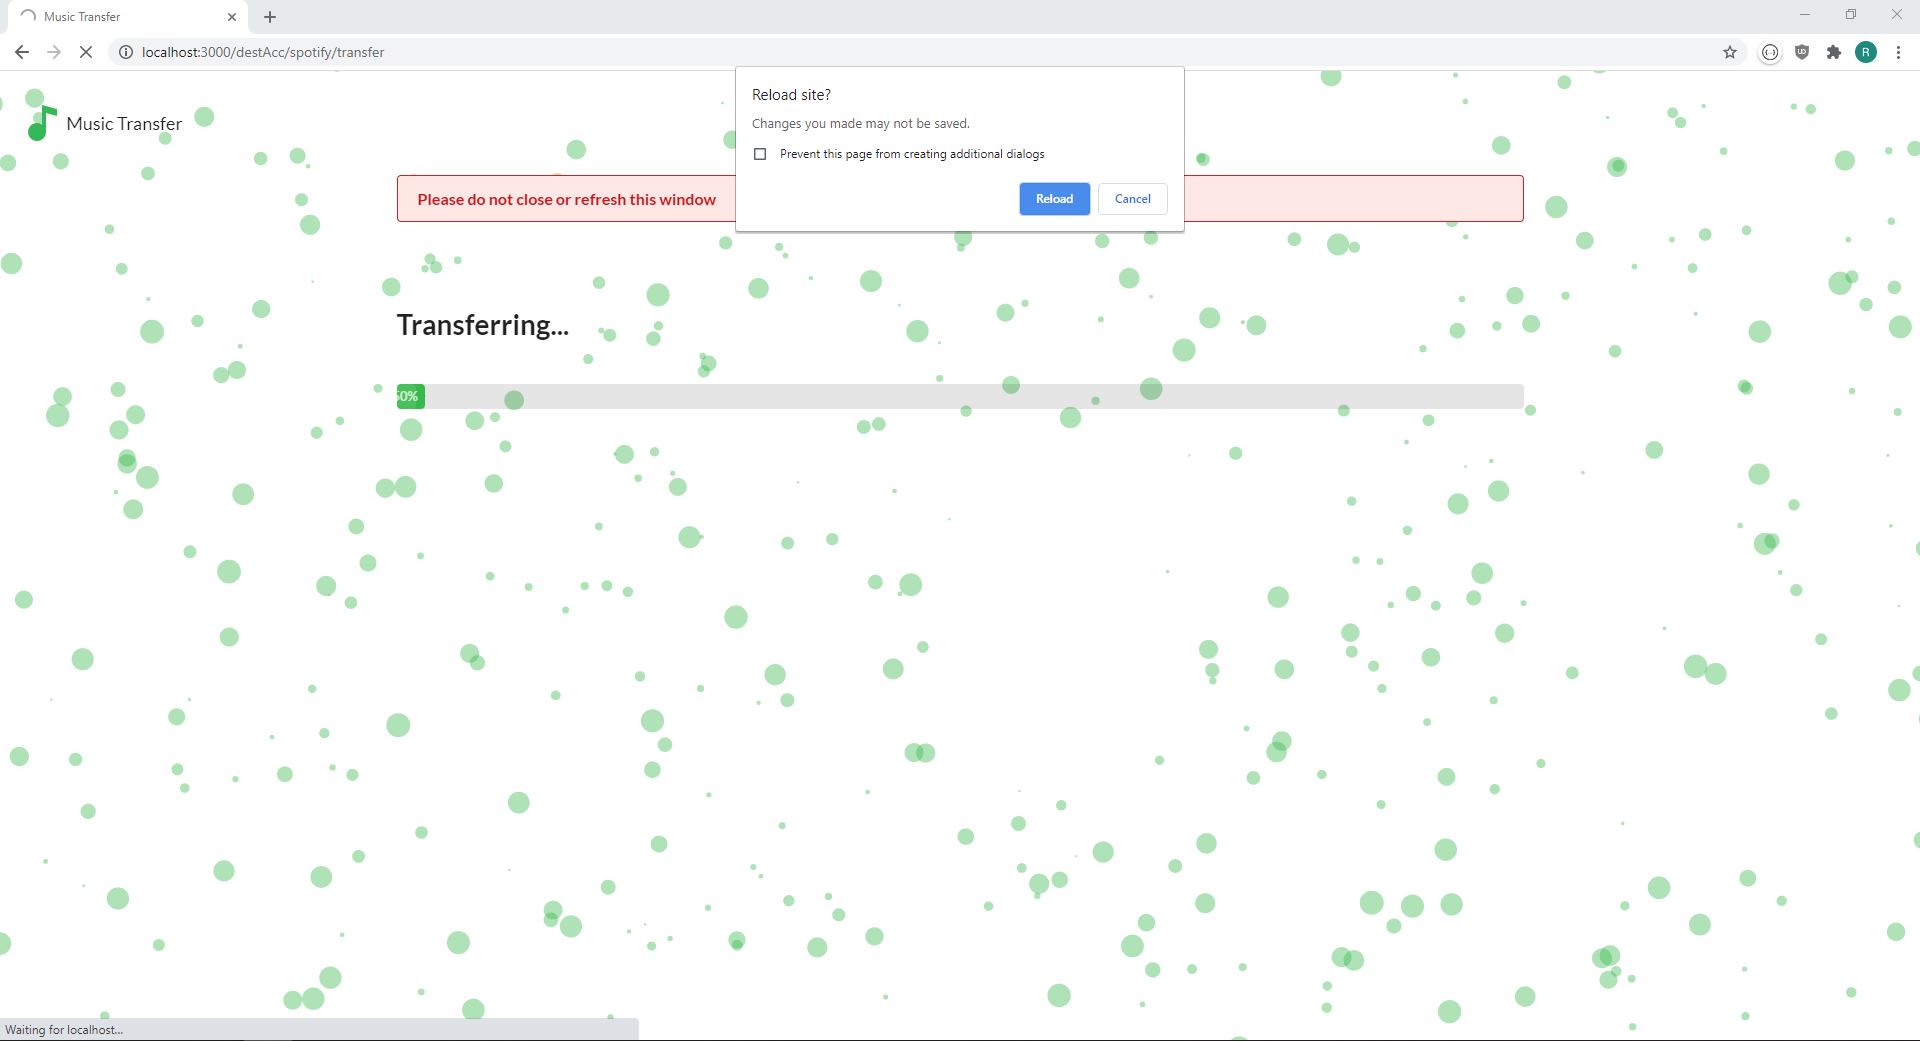 Music Transfer
localhost:3000/destAcc/spotify/transfer
R
Reload site?
Changes you made may not be saved.
Prevent this page from creating additional dialogs
Reload Cancel
Music Transfer
Please do not close or refresh this window
Transferring...
Waiting for localhost...